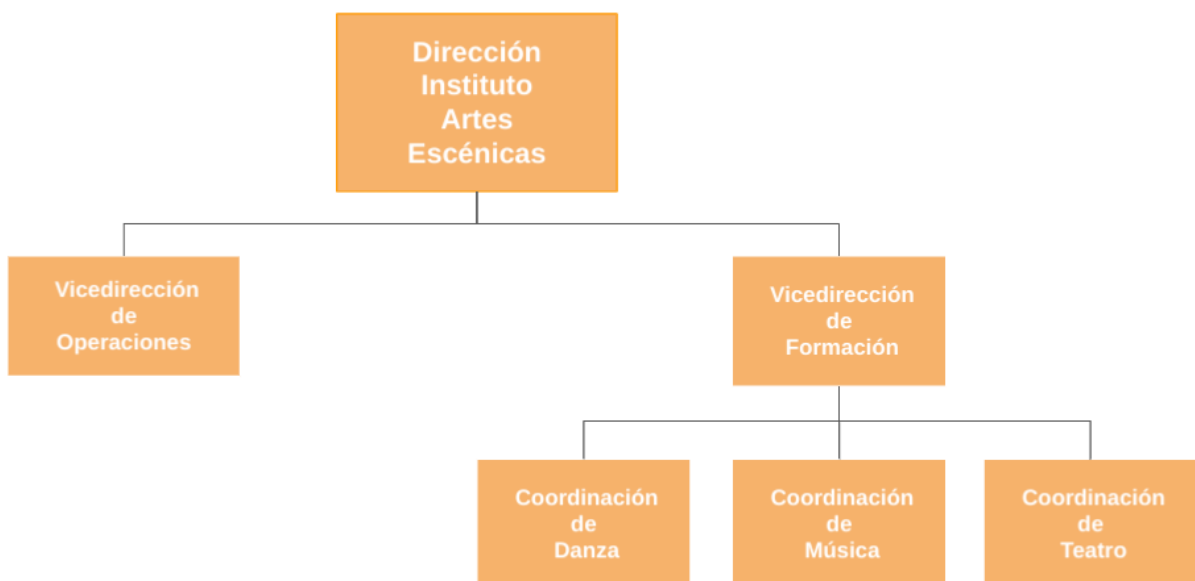 Dirección
Instituto
Artes
Escénicas
Vicedirección
de
Operaciones
Vicedirección
de
Formación
Coordinación
de
Danza
Coordinación
de
Música
Coordinación
de
Teatro